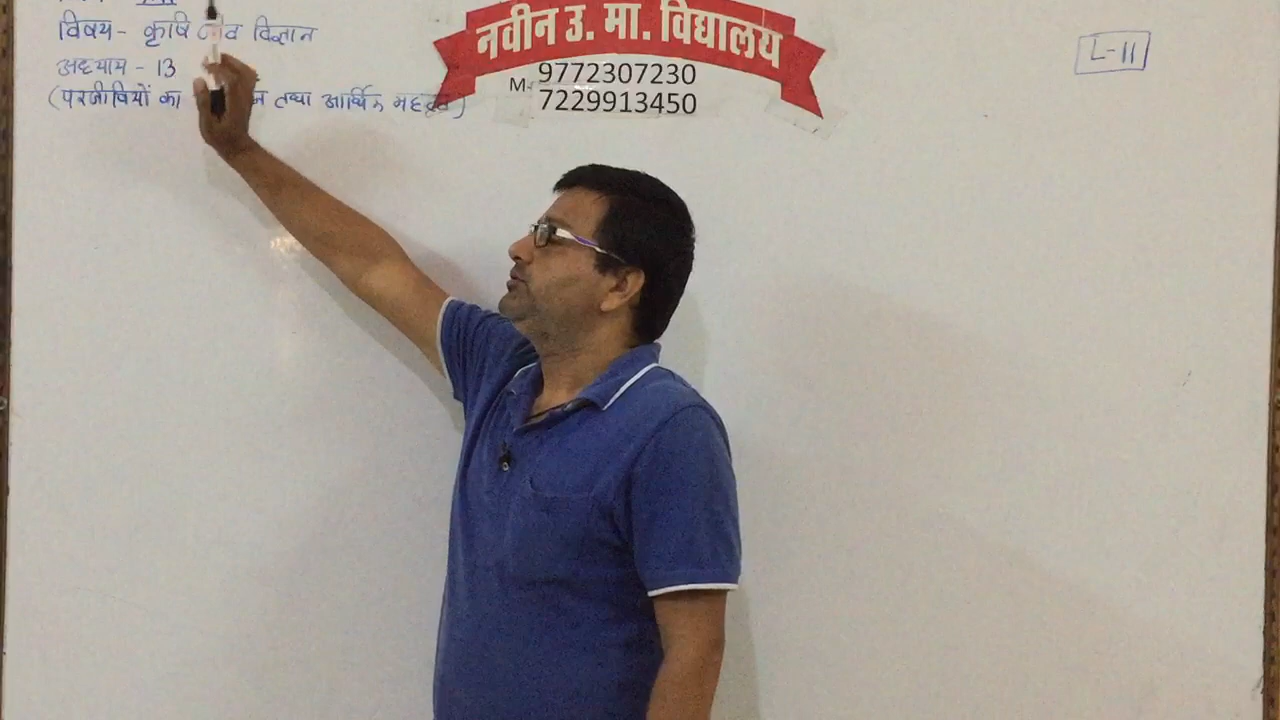 विषय- कृषि विज्ञान
अध्याय - 13
(परजीवियों का तथा आर्थिक महत्व)
नवीन उ. मा. विद्यालय
M- 9772307230
7229913450
L-11